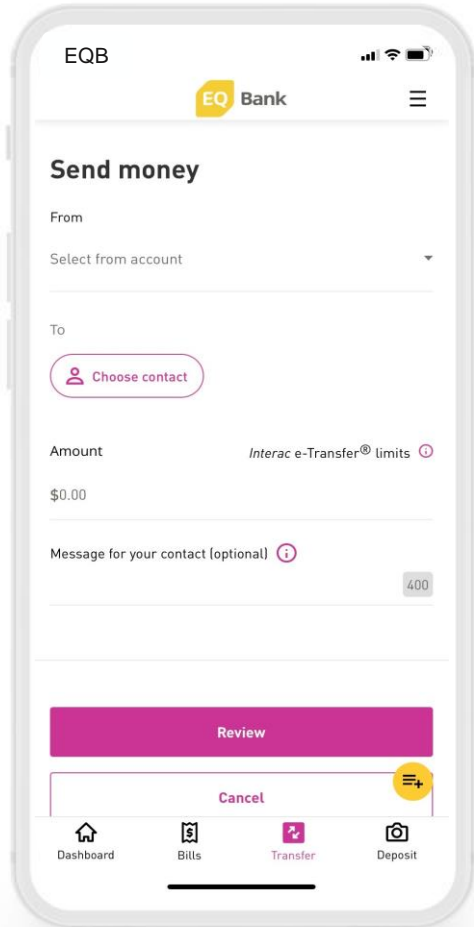 EQB
EQ Bank
Send money
From
Select from account
To
Choose contact
Amount
Interac e-Transfer® limits
$0.00
Message for your contact (optional)
400
Review
Cancel
Dashboard
Bills
Transfer
Deposit